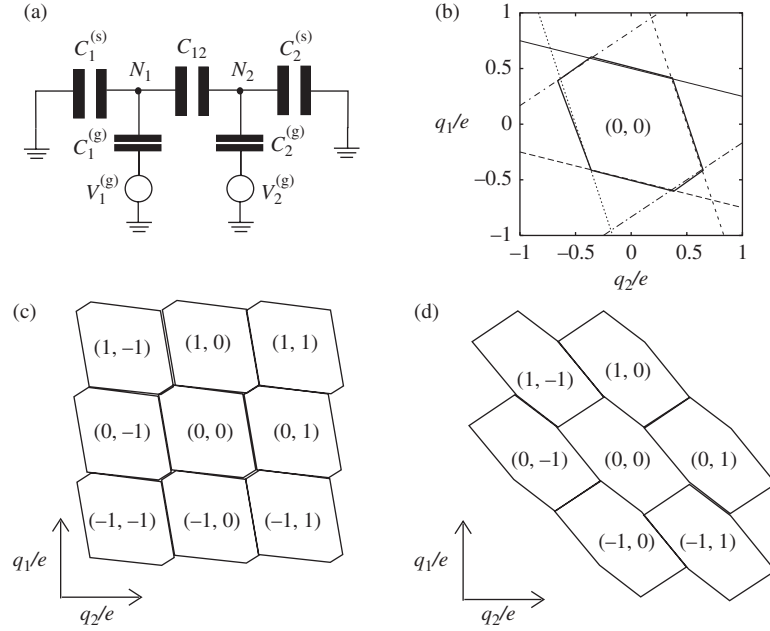 (a)
C₁⁽ˢ⁾ N₁ C₁₂ N₂ C₂⁽ˢ⁾
C₁⁽ᵍ⁾ C₂⁽ᵍ⁾
V₁⁽ᵍ⁾ V₂⁽ᵍ⁾
(b)
1
0.5
q₁/e 0
−0.5
−1
(0, 0)
−1 −0.5 0 0.5 1
q₂/e
(c)
(1, −1) (1, 0) (1, 1)
(0, −1) (0, 0) (0, 1)
(−1, −1) (−1, 0) (−1, 1)
q₁/e
q₂/e
(d)
(1, −1) (1, 0)
(0, −1) (0, 0) (0, 1)
(−1, 0) (−1, 1)
q₁/e
q₂/e